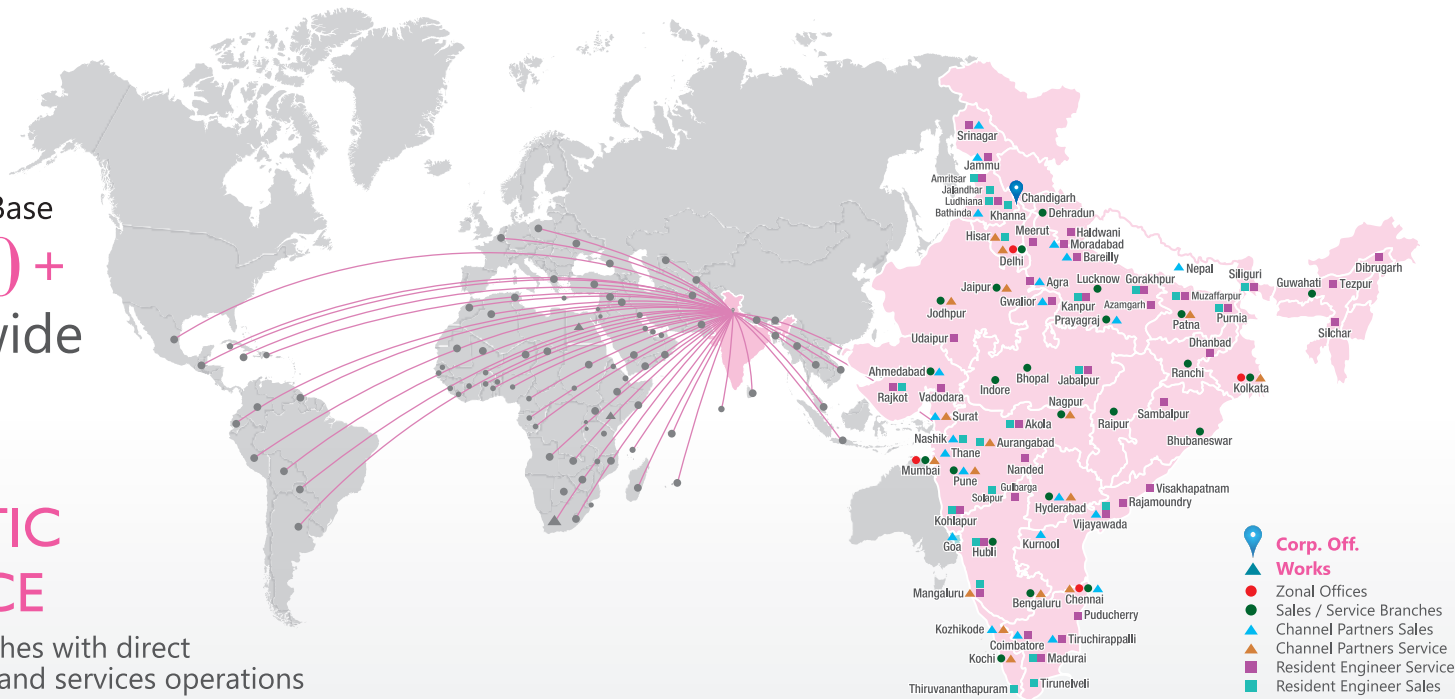 Base
0 +
wide
TIC
CE
hes with direct
and services operations
Srinagar
Jammu
Amritsar
Jalandhar
Ludhiana
Chandigarh
Bathinda
Khanna
Dehradun
Hisar
Meerut
Haldwani
Moradabad
Delhi
Bareilly
Nepal
Dibrugarh
Siliguri
Jaipur
Agra
Lucknow
Gorakhpur
Guwahati
Tezpur
Jodhpur
Gwalior
Kanpur
Azamgarh
Muzaffarpur
Purnia
Prayagraj
Patna
Silchar
Udaipur
Dhanbad
Ahmedabad
Bhopal
Jabalpur
Ranchi
Kolkata
Rajkot
Vadodara
Indore
Nagpur
Sambalpur
Surat
Akola
Raipur
Bhubaneswar
Nashik
Aurangabad
Thane
Mumbai
Pune
Nanded
Gulbarga
Solapur
Visakhapatnam
Rajamoundry
Hyderabad
Kohlapur
Vijayawada
Goa
Hubli
Kurnool
Mangaluru
Bengaluru
Chennai
Puducherry
Kozhikode
Coimbatore
Tiruchirappalli
Kochi
Madurai
Thiruvananthapuram
Tirunelveli
Corp. Off.
Works
Zonal Offices
Sales / Service Branches
Channel Partners Sales
Channel Partners Service
Resident Engineer Service
Resident Engineer Sales